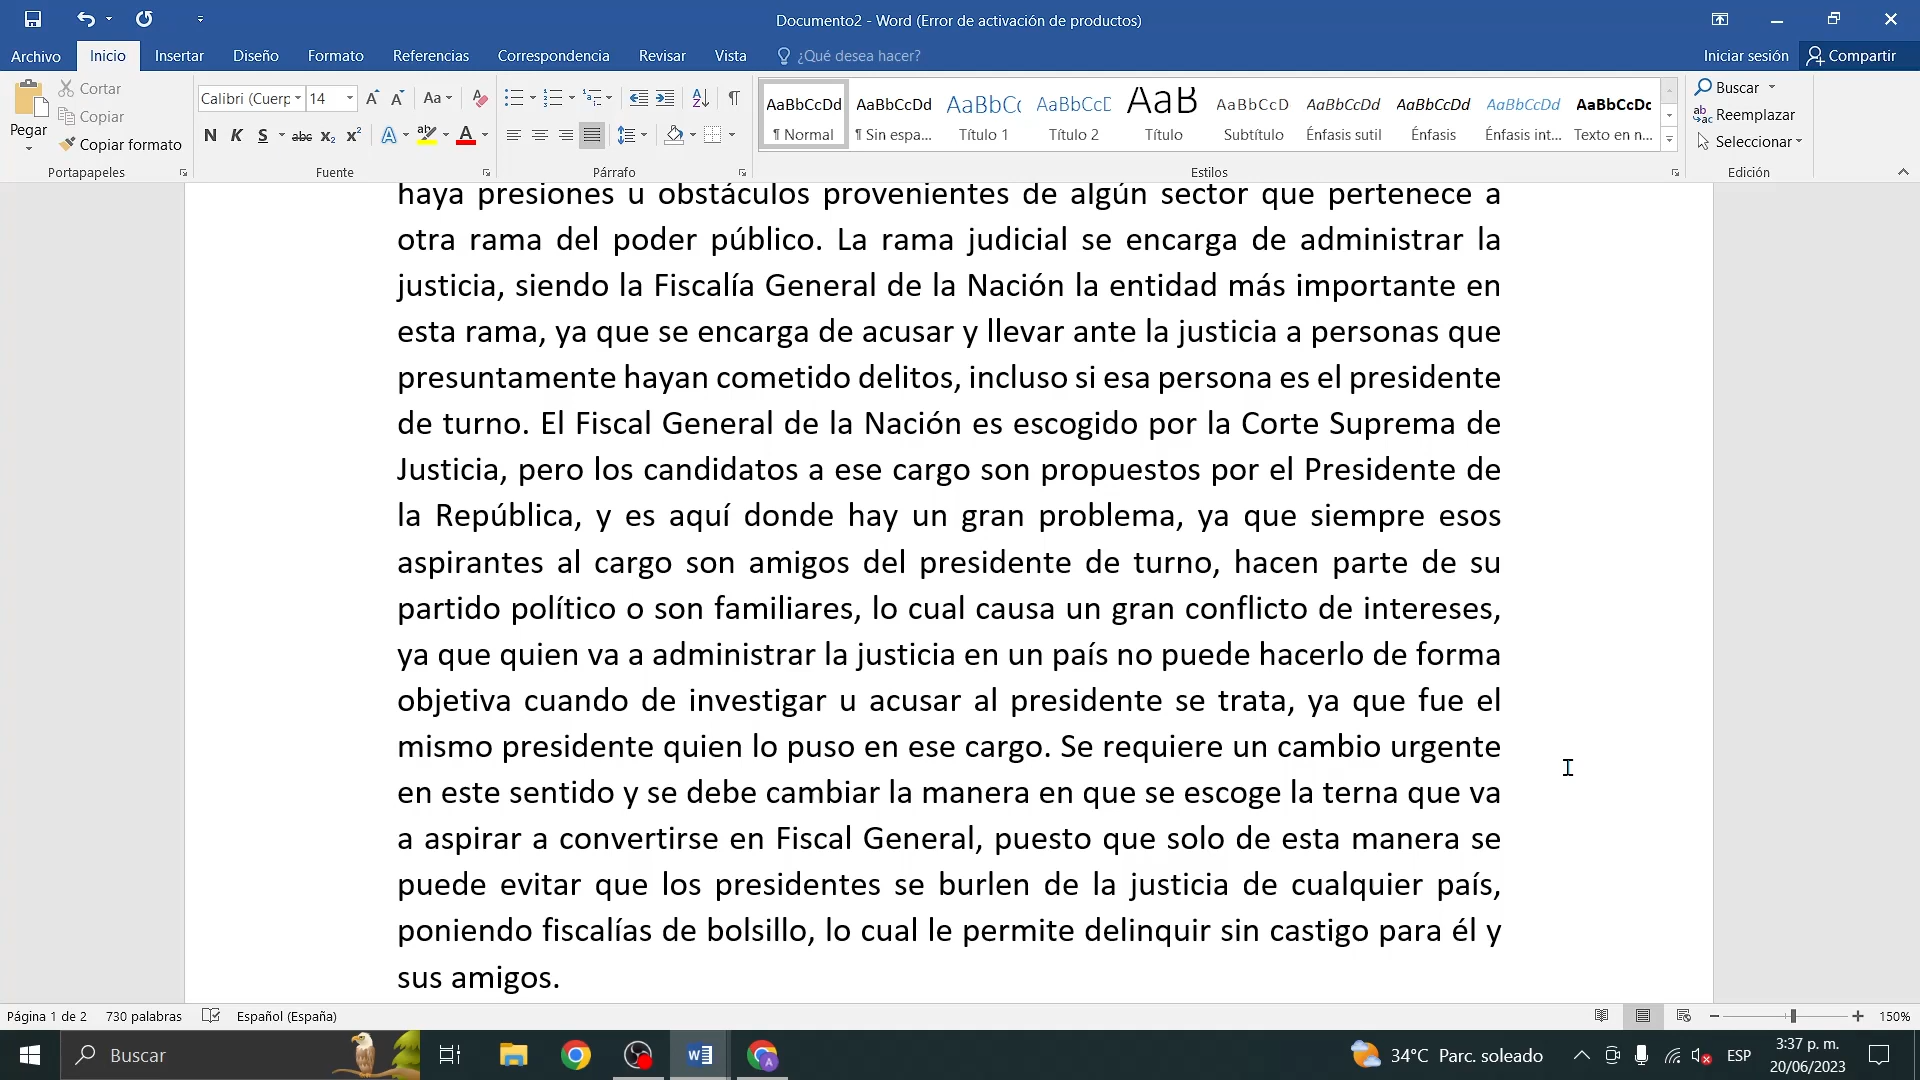 Documento2 - Word (Error de activación de productos)
Archivo Inicio Insertar Diseño Formato Referencias Correspondencia Revisar Vista ¿Qué desea hacer? Iniciar sesión Compartir
Pegar
Cortar
Copiar
Copiar formato
Portapapeles
Calibri (Cuerp 14 Aa
N K S abc x₂ x² A ab A
Fuente
Párrafo
AaBbCcDd AaBbCcDd AaBbC AaBbCcD AaB AaBbCcD AaBbCcDd AaBbCcDd AaBbCcDd AaBbCcDc
¶ Normal ¶ Sin espa... Título 1 Título 2 Título Subtítulo Énfasis sutil Énfasis Énfasis int... Texto en n...
Estilos
Buscar
Reemplazar
Seleccionar
Edición
haya presiones u obstáculos provenientes de algún sector que pertenece a
otra rama del poder público. La rama judicial se encarga de administrar la
justicia, siendo la Fiscalía General de la Nación la entidad más importante en
esta rama, ya que se encarga de acusar y llevar ante la justicia a personas que
presuntamente hayan cometido delitos, incluso si esa persona es el presidente
de turno. El Fiscal General de la Nación es escogido por la Corte Suprema de
Justicia, pero los candidatos a ese cargo son propuestos por el Presidente de
la República, y es aquí donde hay un gran problema, ya que siempre esos
aspirantes al cargo son amigos del presidente de turno, hacen parte de su
partido político o son familiares, lo cual causa un gran conflicto de intereses,
ya que quien va a administrar la justicia en un país no puede hacerlo de forma
objetiva cuando de investigar u acusar al presidente se trata, ya que fue el
mismo presidente quien lo puso en ese cargo. Se requiere un cambio urgente
en este sentido y se debe cambiar la manera en que se escoge la terna que va
a aspirar a convertirse en Fiscal General, puesto que solo de esta manera se
puede evitar que los presidentes se burlen de la justicia de cualquier país,
poniendo fiscalías de bolsillo, lo cual le permite delinquir sin castigo para él y
sus amigos.
Página 1 de 2 730 palabras Español (España) 150%
Buscar
34°C Parc. soleado ESP
3:37 p. m.
20/06/2023